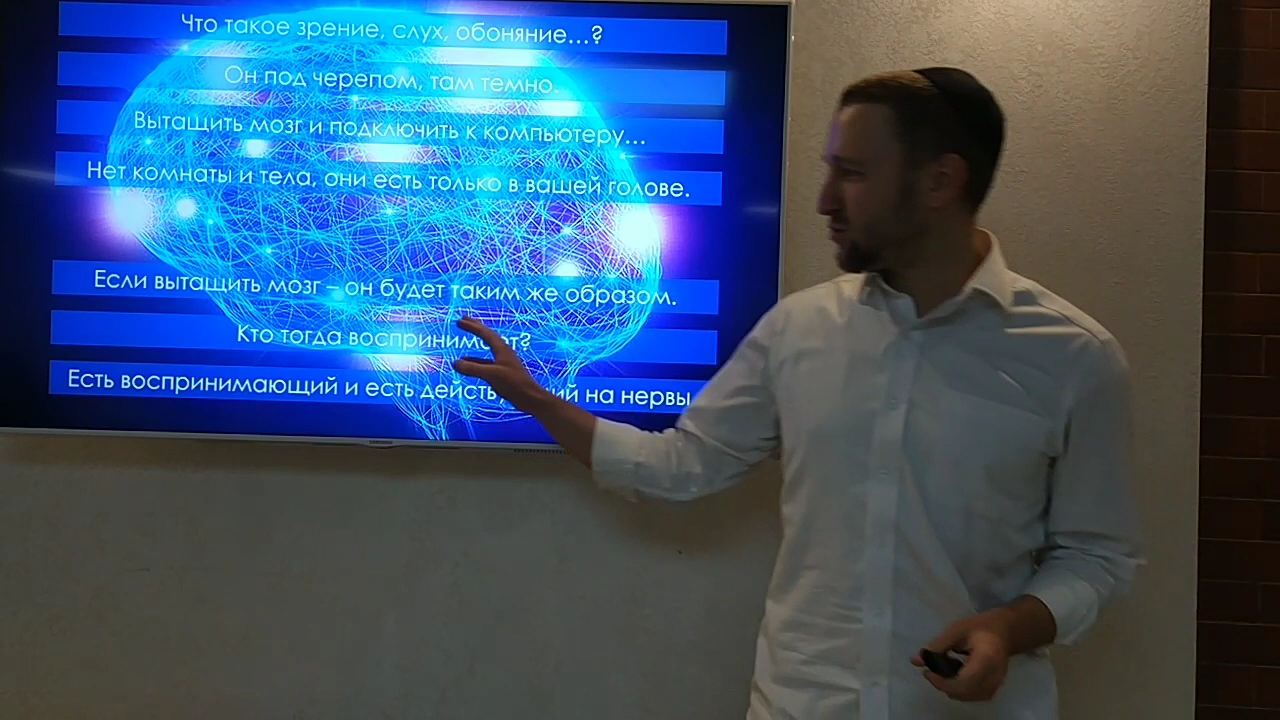 Что такое зрение, слух, обоняние...?
Он под черепом, там темно.
Вытащить мозг и подключить к компьютеру...
Нет комнаты и тела, они есть только в вашей голове.
Если вытащить мозг – он будет таким же образом.
Кто тогда воспринимает?
Есть воспринимающий и есть на нервы